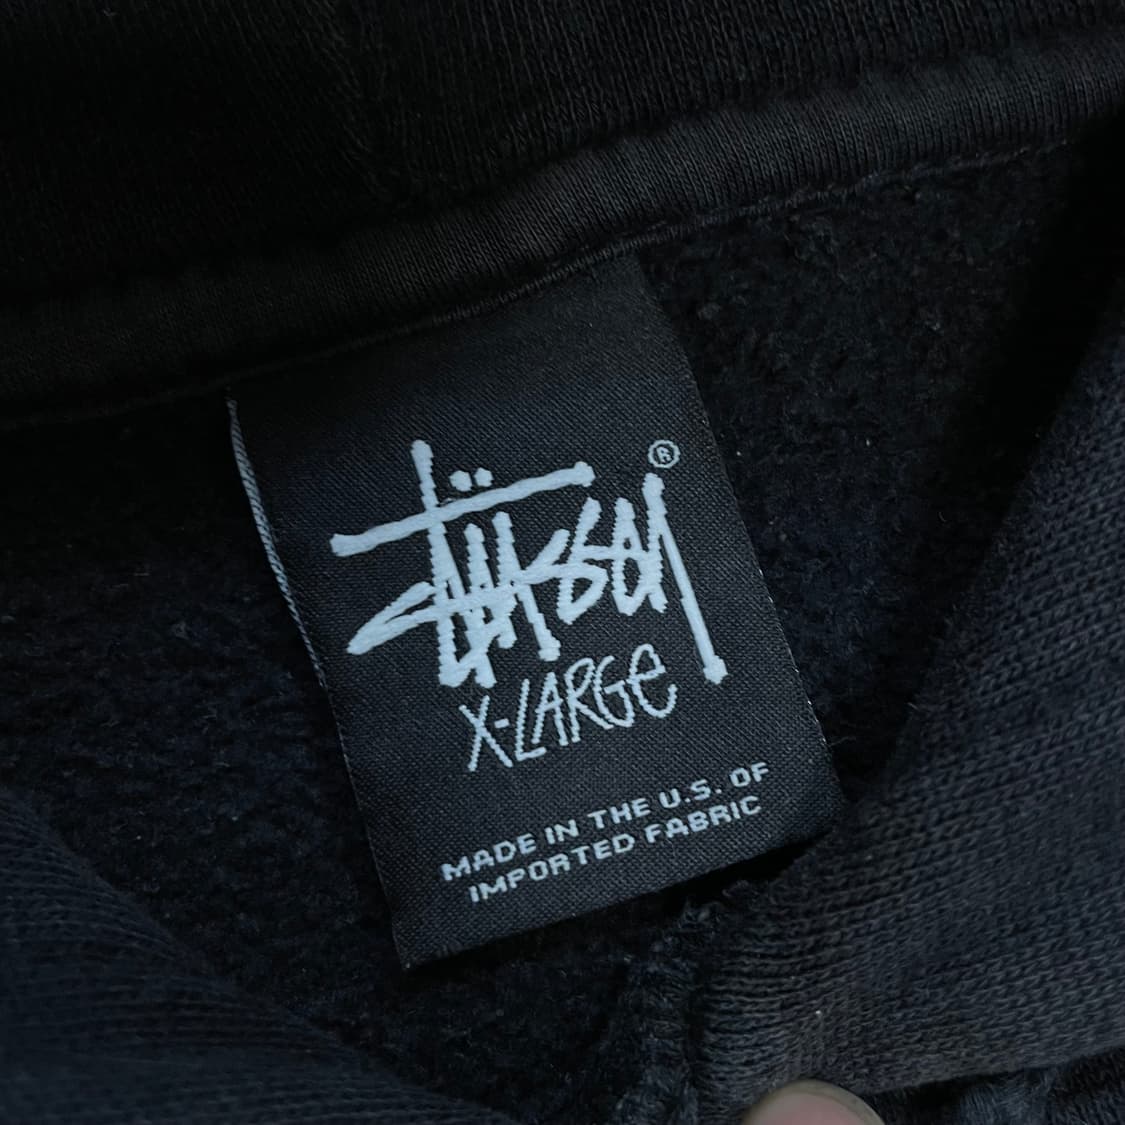 Stüssy ®
X-LARGe
MADE IN THE U.S. OF
IMPORTED FABRIC